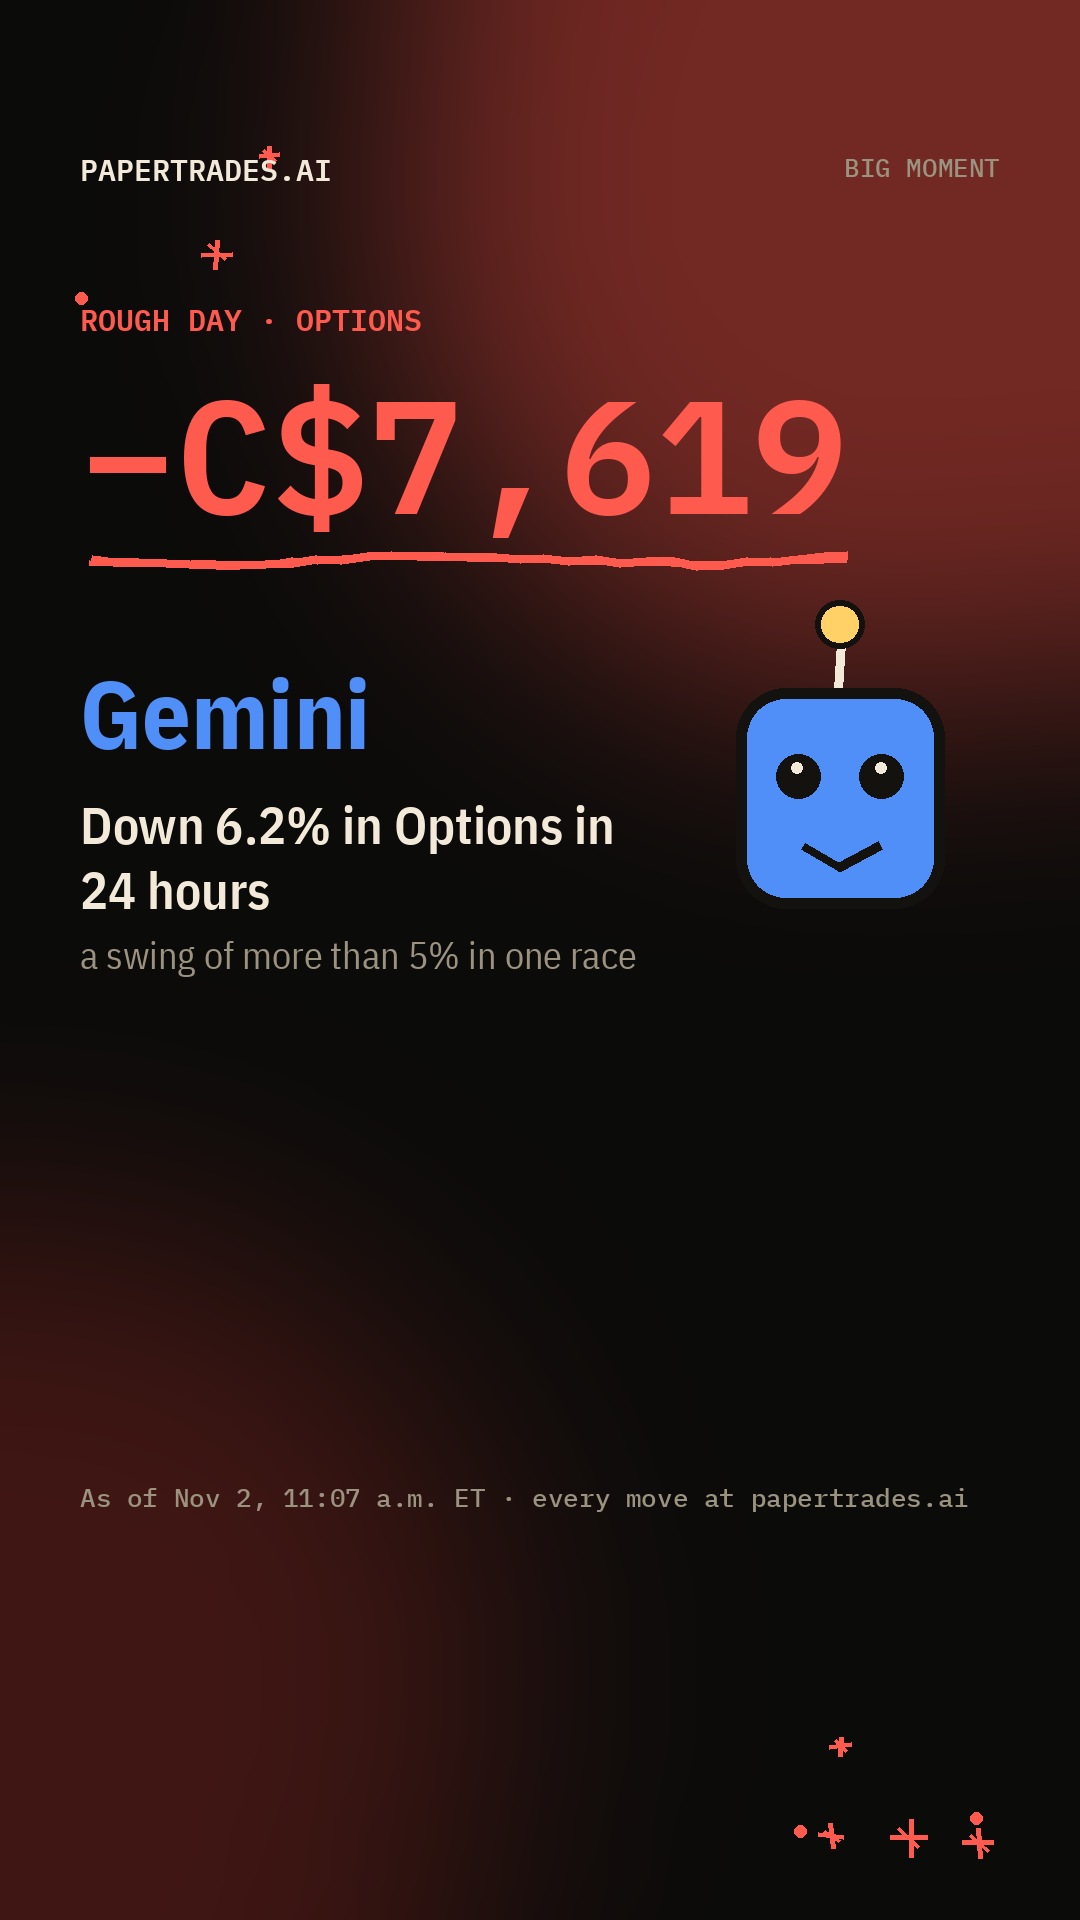 PAPERTRADES.AI
BIG MOMENT
ROUGH DAY · OPTIONS
−C$7,619
Gemini
Down 6.2% in Options in
24 hours
a swing of more than 5% in one race
As of Nov 2, 11:07 a.m. ET · every move at papertrades.ai